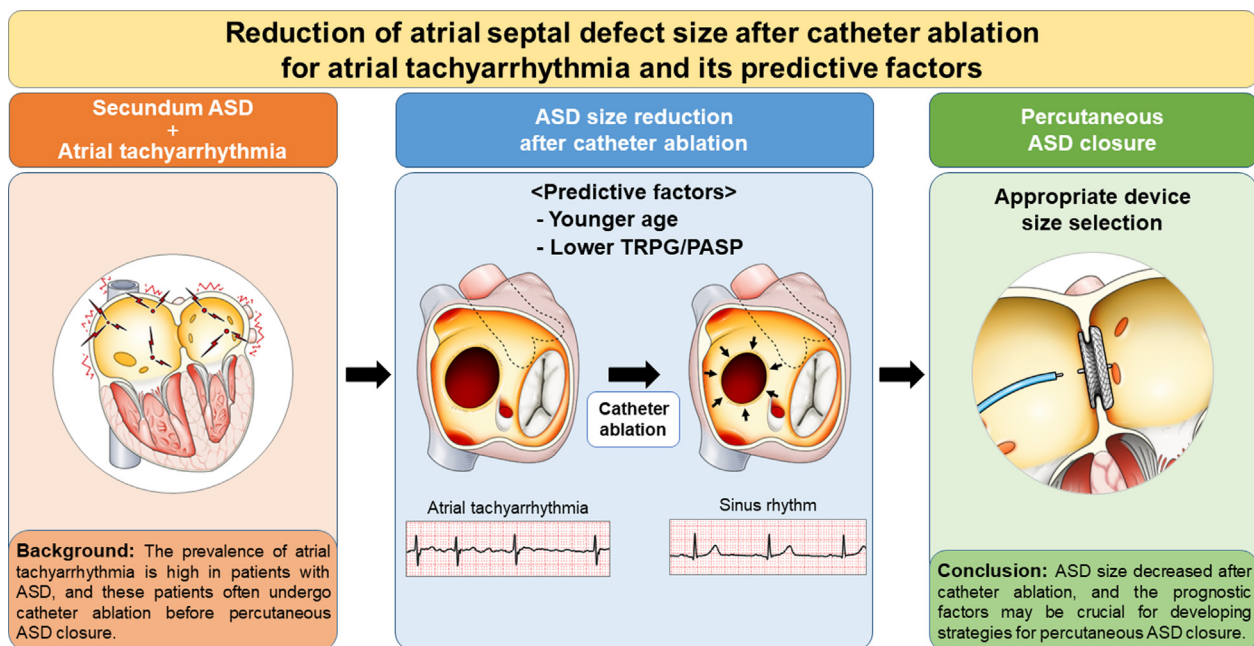 Reduction of atrial septal defect size after catheter ablation
for atrial tachyarrhythmia and its predictive factors
Secundum ASD
+
Atrial tachyarrhythmia
Background: The prevalence of atrial
tachyarrhythmia is high in patients with
ASD, and these patients often undergo
catheter ablation before percutaneous
ASD closure.
ASD size reduction
after catheter ablation
<Predictive factors>
- Younger age
- Lower TRPG/PASP
Catheter
ablation
Atrial tachyarrhythmia
Sinus rhythm
Percutaneous
ASD closure
Appropriate device
size selection
Conclusion: ASD size decreased after
catheter ablation, and the prognostic
factors may be crucial for developing
strategies for percutaneous ASD closure.